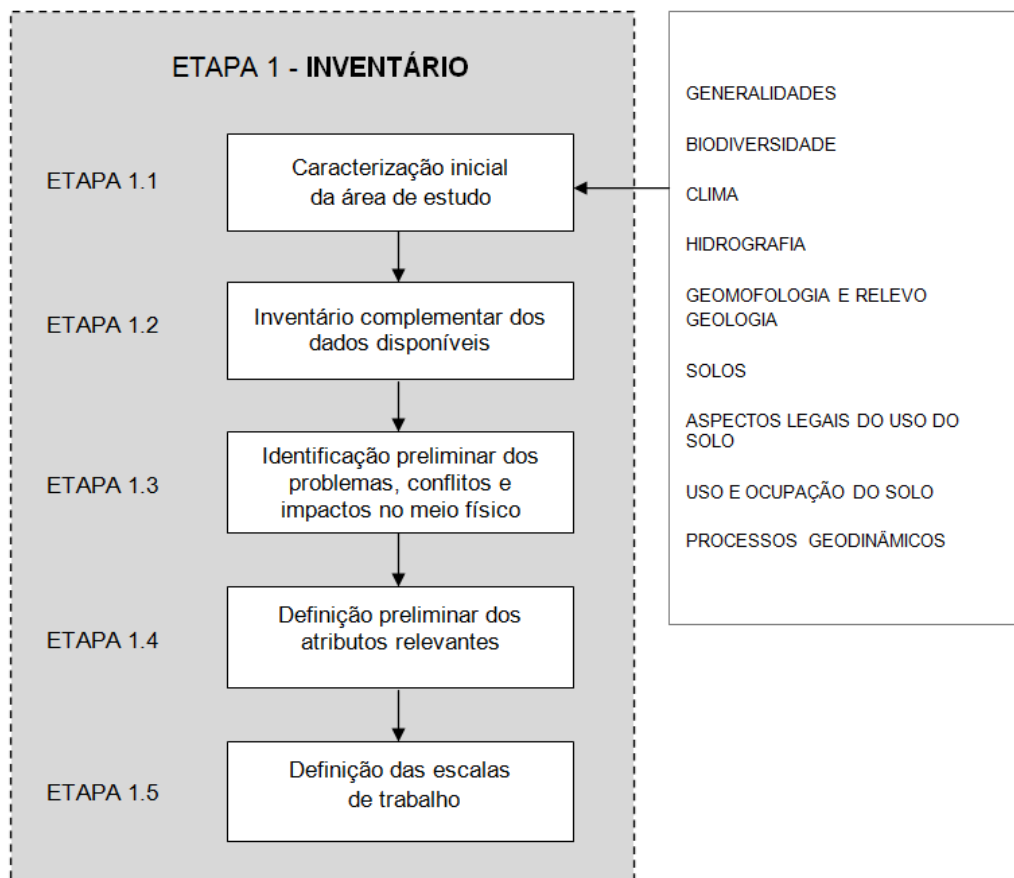 ETAPA 1 - INVENTÁRIO
ETAPA 1.1
Caracterização inicial
da área de estudo
ETAPA 1.2
Inventário complementar dos
dados disponíveis
ETAPA 1.3
Identificação preliminar dos
problemas, conflitos e
impactos no meio físico
ETAPA 1.4
Definição preliminar dos
atributos relevantes
ETAPA 1.5
Definição das escalas
de trabalho
GENERALIDADES
BIODIVERSIDADE
CLIMA
HIDROGRAFIA
GEOMOFOLOGIA E RELEVO
GEOLOGIA
SOLOS
ASPECTOS LEGAIS DO USO DO
SOLO
USO E OCUPAÇÃO DO SOLO
PROCESSOS GEODINÂMICOS